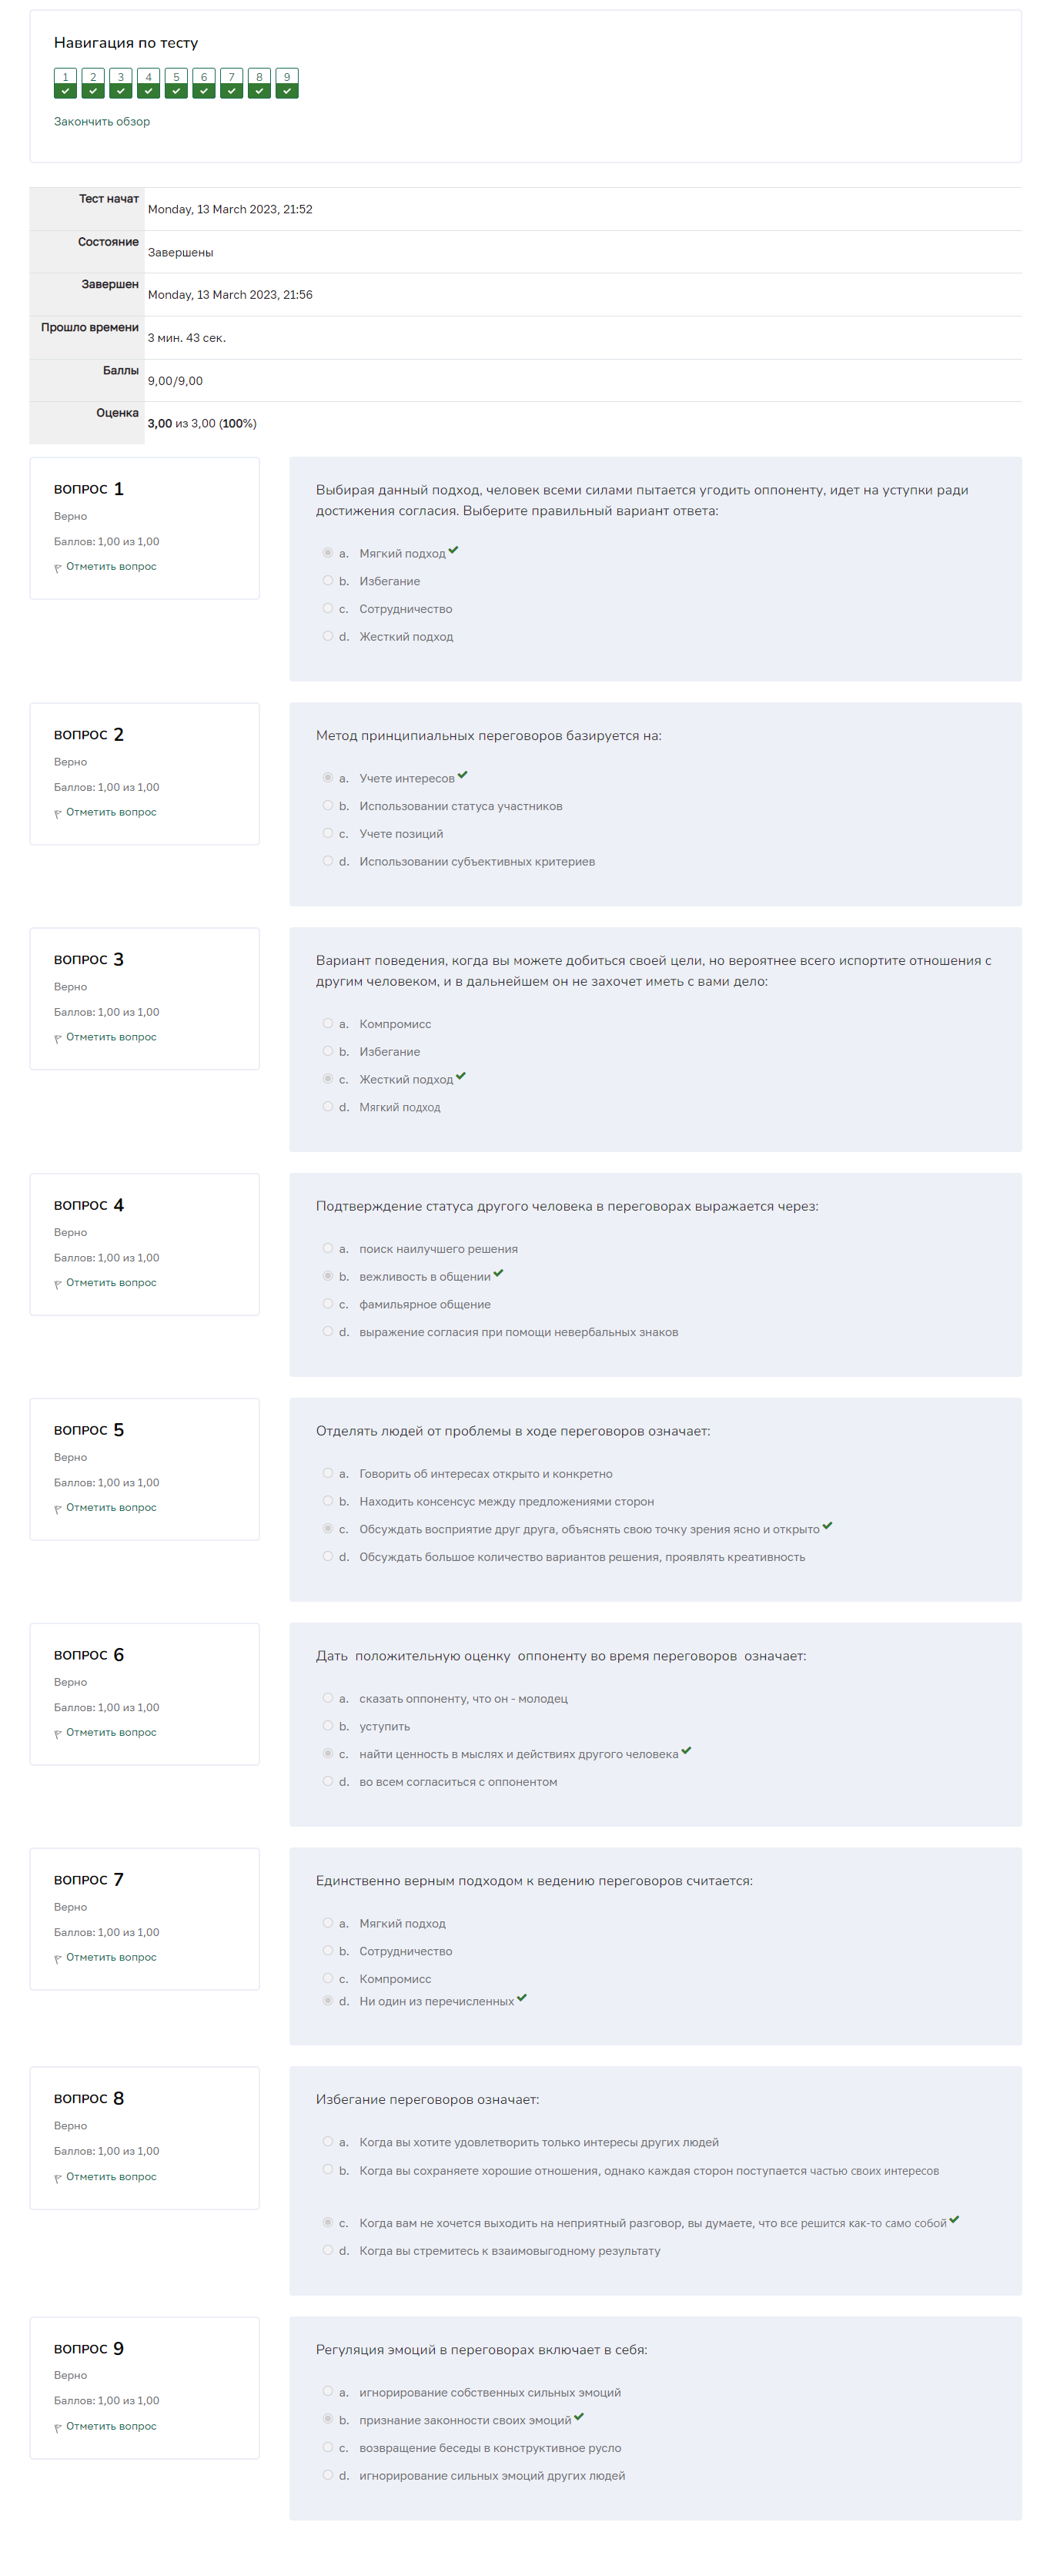 Навигация по тесту
1 2 3 4 5 6 7 8 9
Закончить обзор
Тест начат
Monday, 13 March 2023, 21:52
Состояние
Завершены
Завершен
Monday, 13 March 2023, 21:56
Прошло времени
3 мин. 43 сек.
Баллы
9,00/9,00
Оценка
3,00 из 3,00 (100%)
ВОПРОС 1
Верно
Баллов: 1,00 из 1,00
Отметить вопрос
Выбирая данный подход, человек всеми силами пытается угодить оппоненту, идет на уступки ради
достижения согласия. Выберите правильный вариант ответа:
a. Мягкий подход
b. Избегание
c. Сотрудничество
d. Жесткий подход
ВОПРОС 2
Верно
Баллов: 1,00 из 1,00
Отметить вопрос
Метод принципиальных переговоров базируется на:
a. Учете интересов
b. Использовании статуса участников
c. Учете позиций
d. Использовании субъективных критериев
ВОПРОС 3
Верно
Баллов: 1,00 из 1,00
Отметить вопрос
Вариант поведения, когда вы можете добиться своей цели, но вероятнее всего испортите отношения с
другим человеком, и в дальнейшем он не захочет иметь с вами дело:
a. Компромисс
b. Избегание
c. Жесткий подход
d. Мягкий подход
ВОПРОС 4
Верно
Баллов: 1,00 из 1,00
Отметить вопрос
Подтверждение статуса другого человека в переговорах выражается через:
a. поиск наилучшего решения
b. вежливость в общении
c. фамильярное общение
d. выражение согласия при помощи невербальных знаков
ВОПРОС 5
Верно
Баллов: 1,00 из 1,00
Отметить вопрос
Отделять людей от проблемы в ходе переговоров означает:
a. Говорить об интересах открыто и конкретно
b. Находить консенсус между предложениями сторон
c. Обсуждать восприятие друг друга, объяснять свою точку зрения ясно и открыто
d. Обсуждать большое количество вариантов решения, проявлять креативность
ВОПРОС 6
Верно
Баллов: 1,00 из 1,00
Отметить вопрос
Дать положительную оценку оппоненту во время переговоров означает:
a. сказать оппоненту, что он - молодец
b. уступить
c. найти ценность в мыслях и действиях другого человека
d. во всем согласиться с оппонентом
ВОПРОС 7
Верно
Баллов: 1,00 из 1,00
Отметить вопрос
Единственно верным подходом к ведению переговоров считается:
a. Мягкий подход
b. Сотрудничество
c. Компромисс
d. Ни один из перечисленных
ВОПРОС 8
Верно
Баллов: 1,00 из 1,00
Отметить вопрос
Избегание переговоров означает:
a. Когда вы хотите удовлетворить только интересы других людей
b. Когда вы сохраняете хорошие отношения, однако каждая сторон поступается частью своих интересов
c. Когда вам не хочется выходить на неприятный разговор, вы думаете, что все решится как-то само собой
d. Когда вы стремитесь к взаимовыгодному результату
ВОПРОС 9
Верно
Баллов: 1,00 из 1,00
Отметить вопрос
Регуляция эмоций в переговорах включает в себя:
a. игнорирование собственных сильных эмоций
b. признание законности своих эмоций
c. возвращение беседы в конструктивное русло
d. игнорирование сильных эмоций других людей